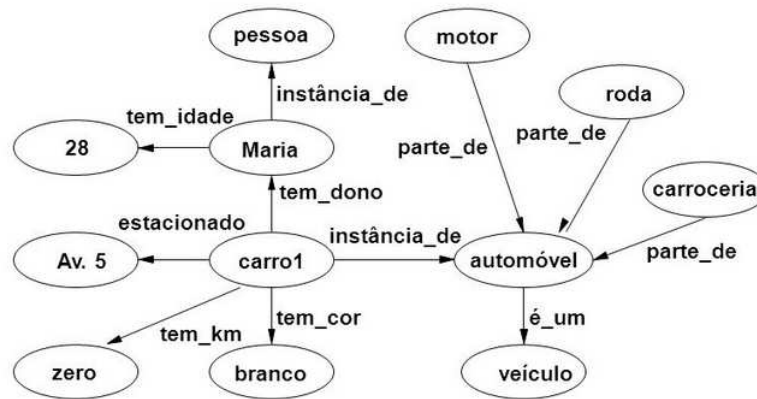 pessoa
motor
instância_de
roda
tem_idade
28
Maria
parte_de
parte_de
carroceria
tem_dono
estacionado
instância_de
Av. 5
carro1
automóvel
parte_de
tem_km
tem_cor
é_um
zero
branco
veículo